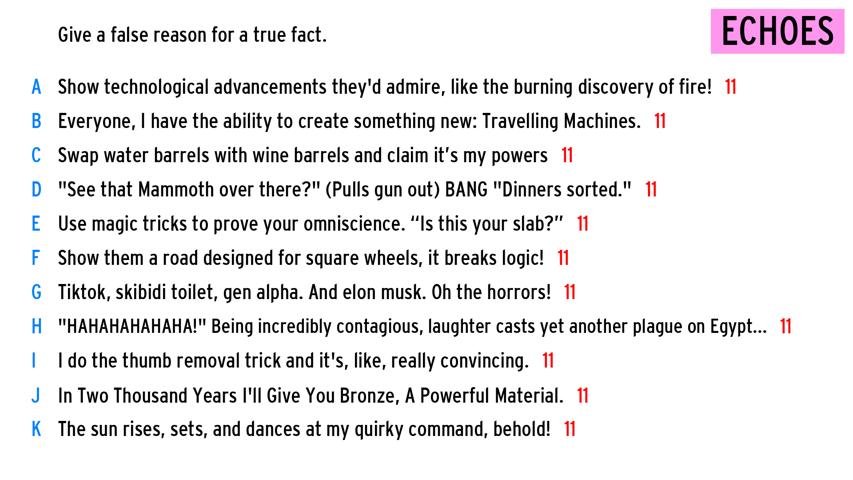 Give a false reason for a true fact.
ECHOES
A Show technological advancements they'd admire, like the burning discovery of fire! 11
B Everyone, I have the ability to create something new: Travelling Machines. 11
C Swap water barrels with wine barrels and claim it's my powers 11
D "See that Mammoth over there?" (Pulls gun out) BANG "Dinners sorted." 11
E Use magic tricks to prove your omniscience. “Is this your slab?” 11
F Show them a road designed for square wheels, it breaks logic! 11
G Tiktok, skibidi toilet, gen alpha. And elon musk. Oh the horrors! 11
H "HAHAHAHAHAHA!" Being incredibly contagious, laughter casts yet another plague on Egypt... 11
I I do the thumb removal trick and it's, like, really convincing. 11
J In Two Thousand Years I'll Give You Bronze, A Powerful Material. 11
K The sun rises, sets, and dances at my quirky command, behold! 11